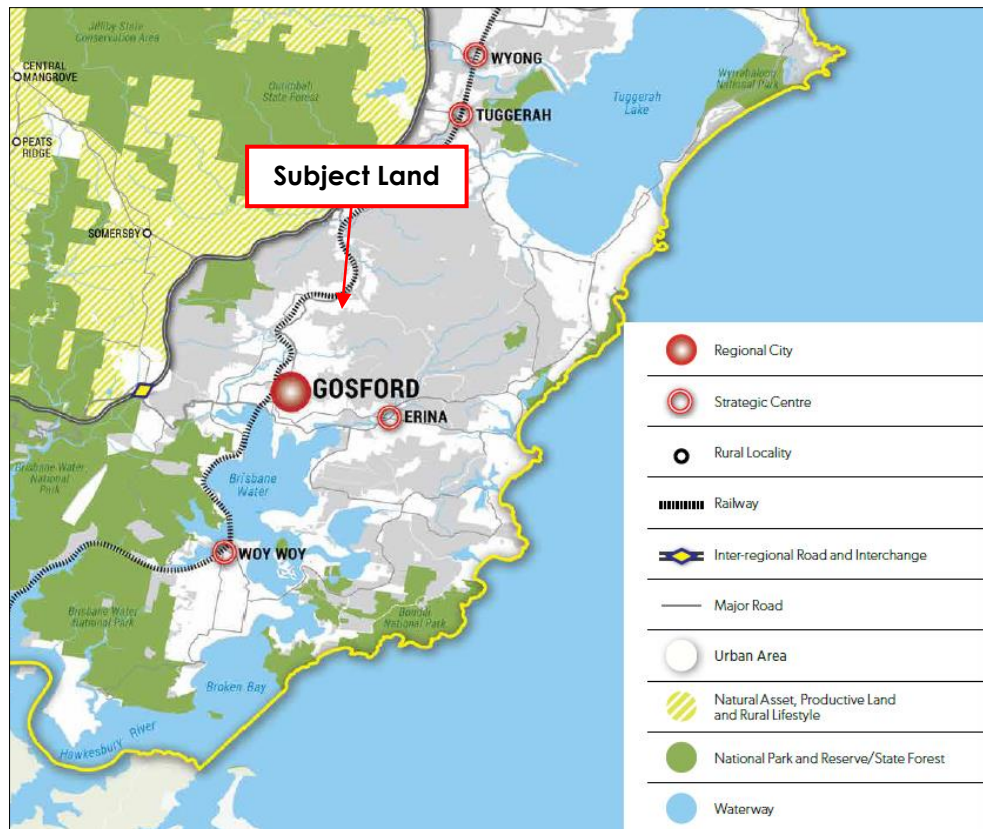 Jilliby State
Conservation Area
CENTRAL
MANGROVE
Ourimbah
State Forest
WYONG
Wyrrabalong
National Park
Tuggerah
Lake
TUGGERAH
PEATS
RIDGE
Subject Land
SOMERSBY
GOSFORD
ERINA
Brisbane Water
National
Park
Brisbane
Water
WOY WOY
Brisbane Water
National Park
Bouddi
National Park
Broken Bay
Hawkesbury River
Regional City
Strategic Centre
Rural Locality
Railway
Inter-regional Road and Interchange
Major Road
Urban Area
Natural Asset, Productive Land
and Rural Lifestyle
National Park and Reserve/State Forest
Waterway